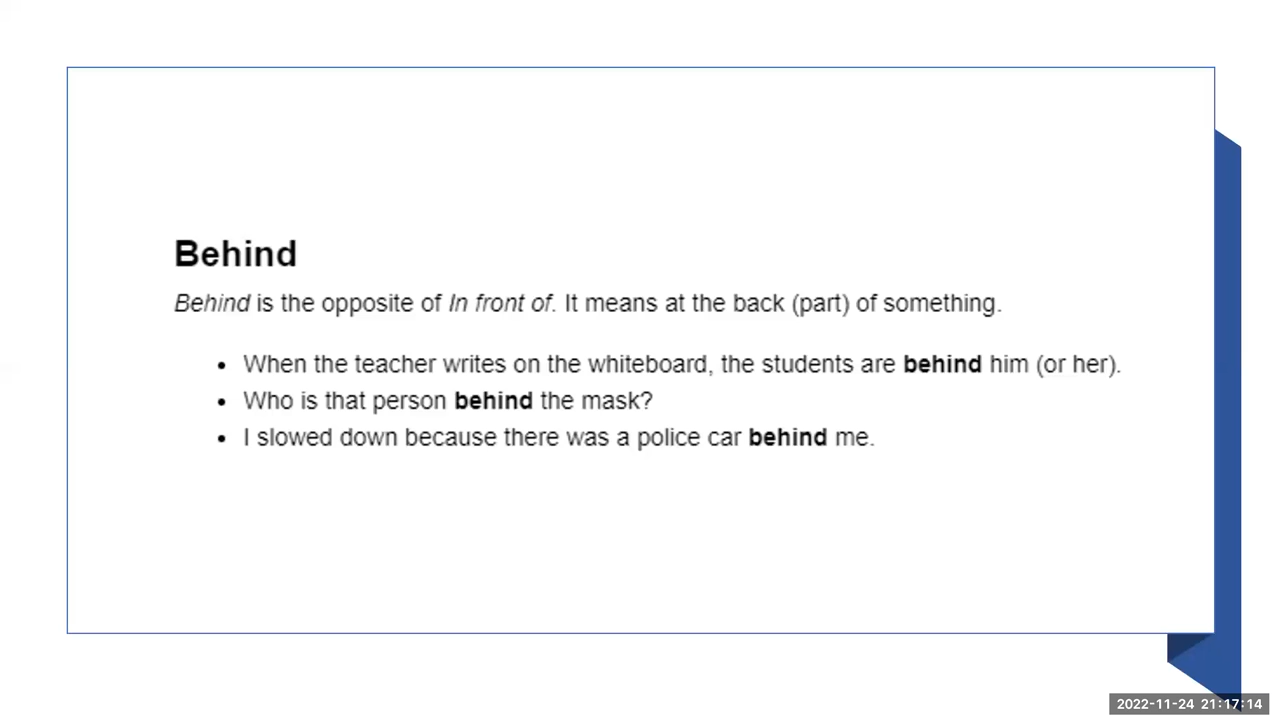 Behind
Behind is the opposite of In front of. It means at the back (part) of something.
• When the teacher writes on the whiteboard, the students are behind him (or her).
• Who is that person behind the mask?
• I slowed down because there was a police car behind me.
2022-11-24 21:17:14